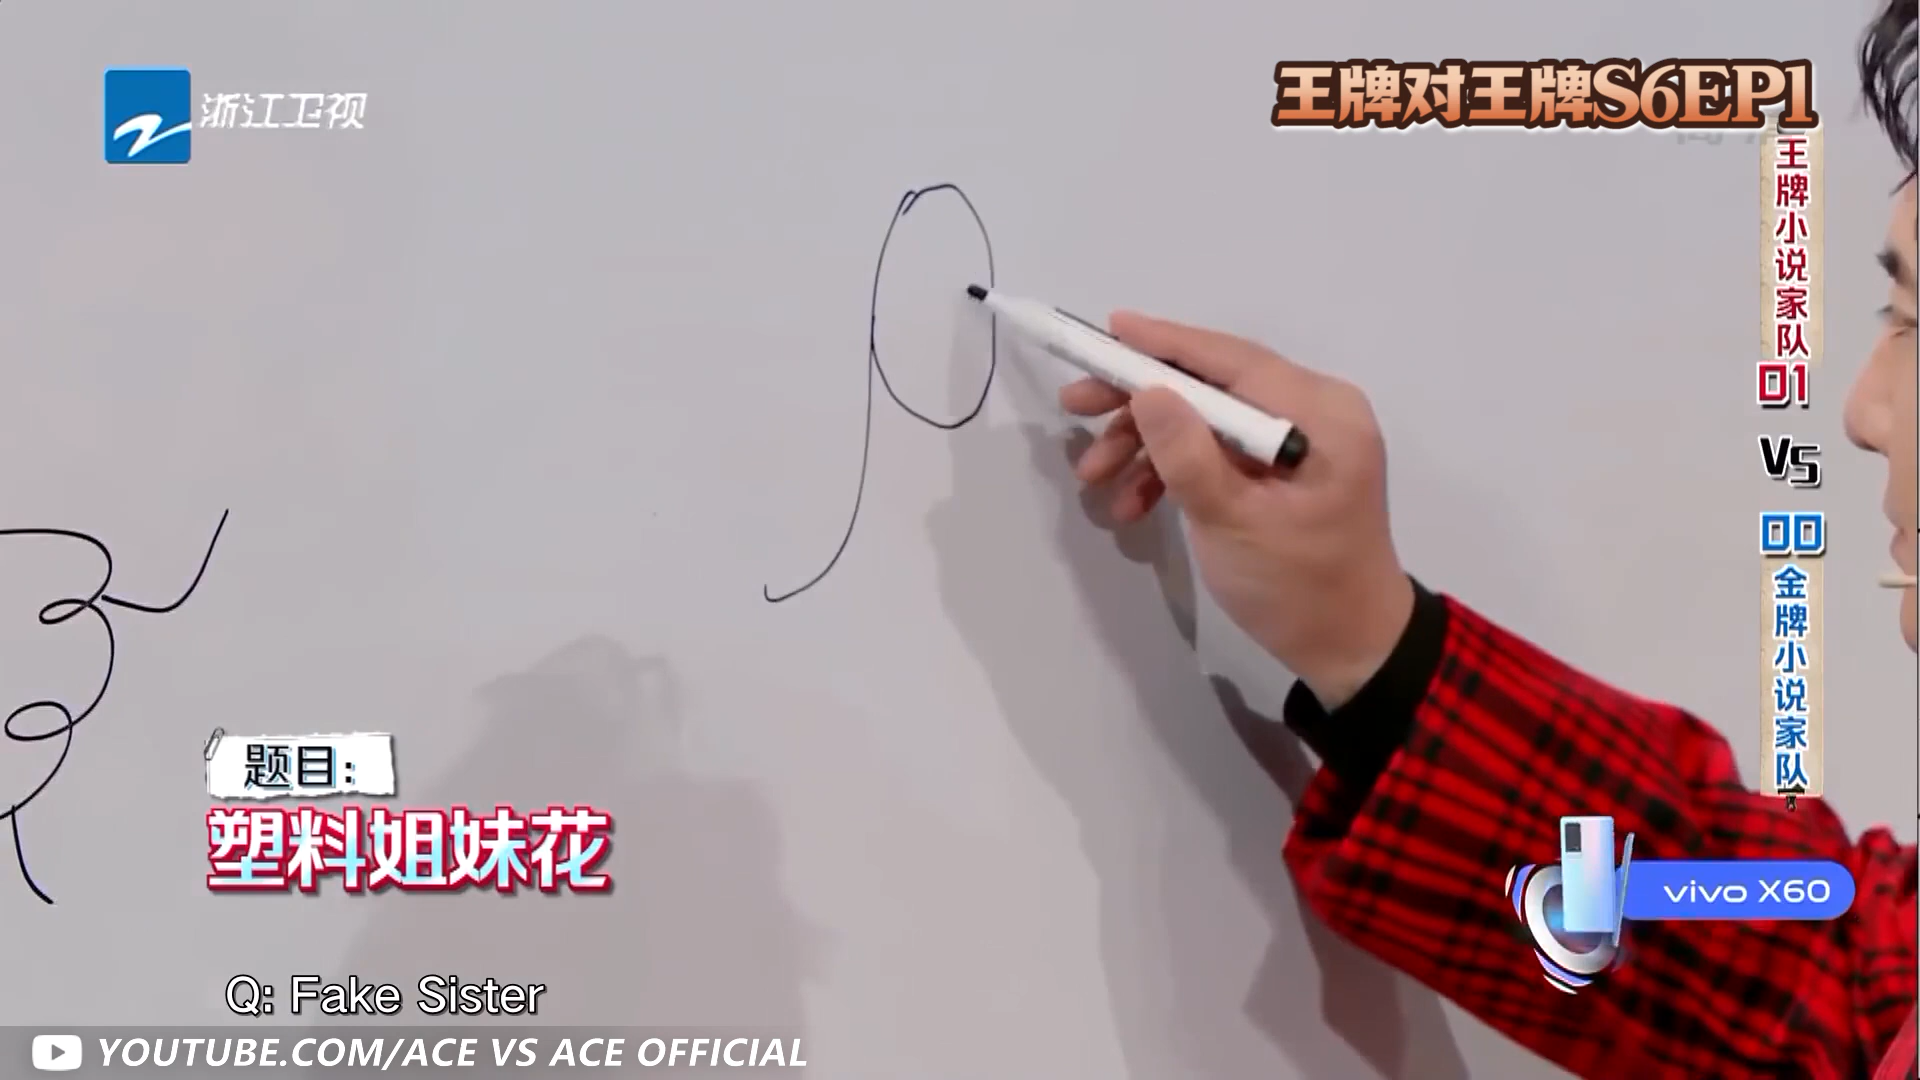 浙江卫视
王牌对王牌S6EP1
王牌小说家队
01
VS
00
金牌小说家队
题目：
塑料姐妹花
vivo X60
Q: Fake Sister
YOUTUBE.COM/ACE VS ACE OFFICIAL